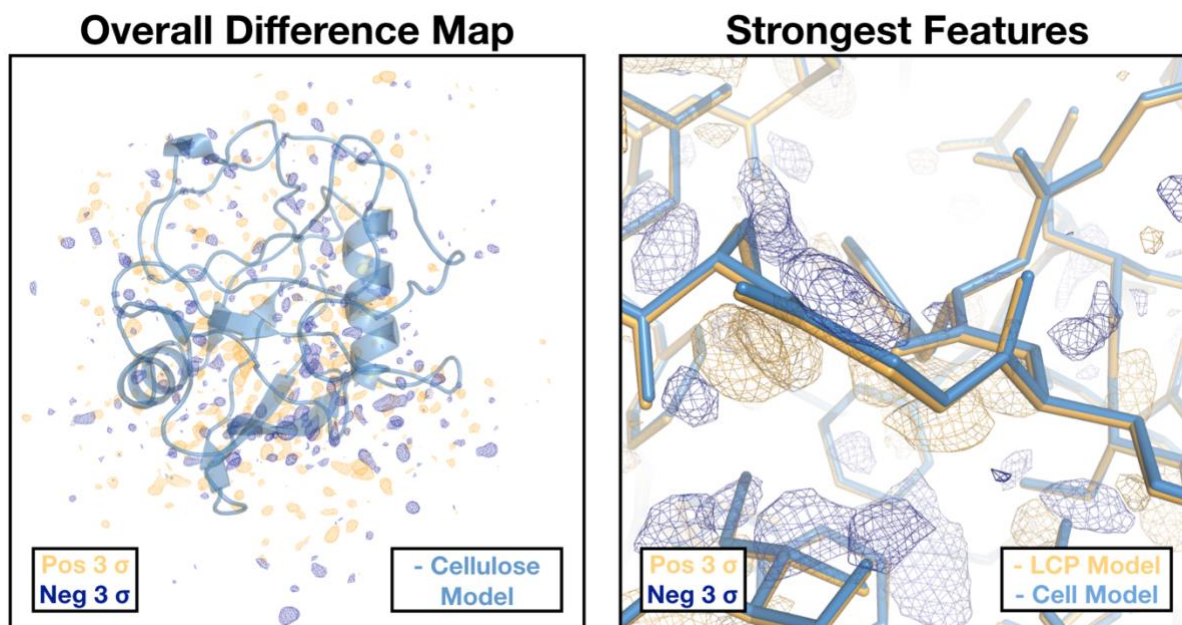 Overall Difference Map
Strongest Features
Pos 3 σ
Neg 3 σ
- Cellulose
Model
Pos 3 σ
Neg 3 σ
- LCP Model
- Cell Model